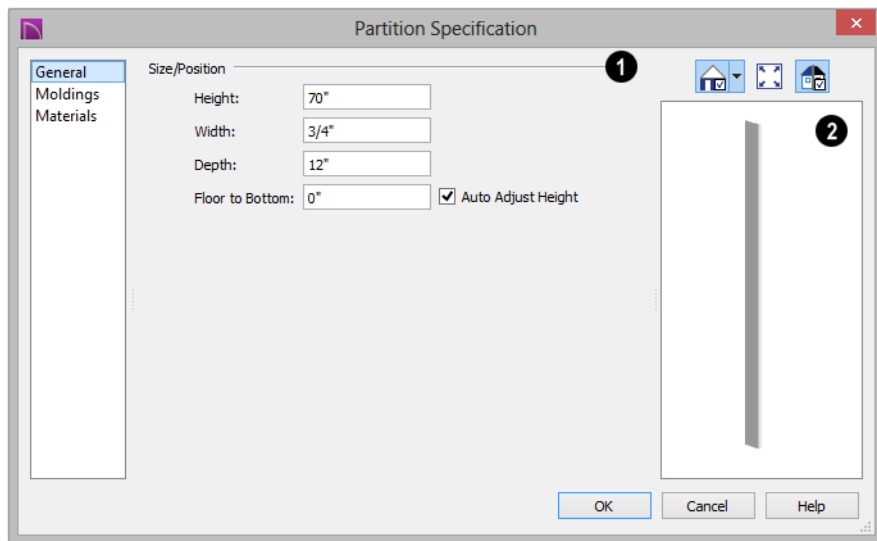 Partition Specification
General
Moldings
Materials
Size/Position
1
Height: 70"
Width: 3/4"
Depth: 12"
Floor to Bottom: 0" Auto Adjust Height
2
OK Cancel Help